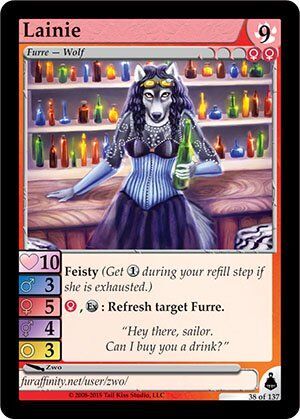 Lainie
9
Furre — Wolf
10
3
5
4
3
Feisty (Get 1 during your refill step if
she is exhausted.)
, : Refresh target Furre.
“Hey there, sailor.
Can I buy you a drink?”
Zwo
furaffinity.net/user/zwo/
© 2008-2015 Tail Kiss Studio, LLC
38 of 137